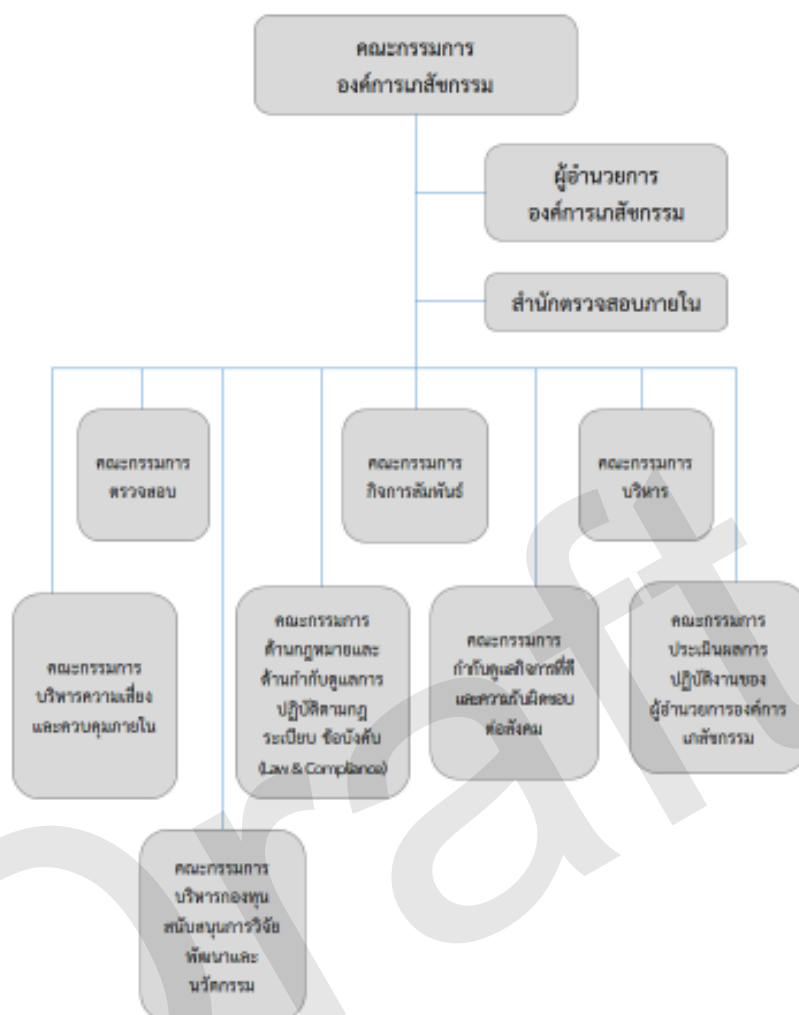 คณะกรรมการ
องค์การเภสัชกรรม
ผู้อำนวยการ
องค์การเภสัชกรรม
สำนักตรวจสอบภายใน
คณะกรรมการ
ตรวจสอบ
คณะกรรมการ
กิจการสัมพันธ์
คณะกรรมการ
บริหาร
คณะกรรมการ
บริหารความเสี่ยง
และควบคุมภายใน
คณะกรรมการ
ด้านกฎหมายและ
ด้านกำกับดูแลการ
ปฏิบัติตามกฎ
ระเบียบ ข้อบังคับ
(Law & Compliance)
คณะกรรมการ
กำกับดูแลกิจการที่ดี
และความรับผิดชอบ
ต่อสังคม
คณะกรรมการ
ประเมินผลการ
ปฏิบัติงานของ
ผู้อำนวยการองค์การ
เภสัชกรรม
คณะกรรมการ
บริหารกองทุน
สนับสนุนการวิจัย
พัฒนาและ
นวัตกรรม
Draft